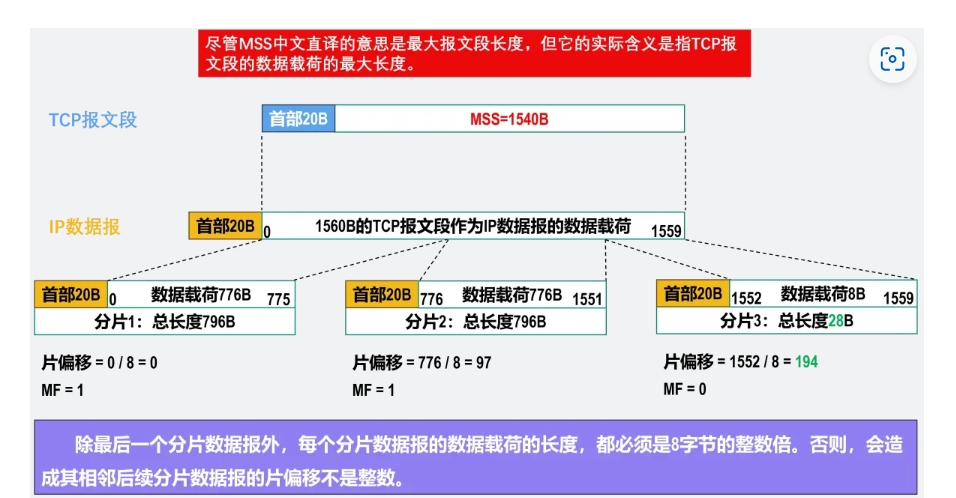 尽管MSS中文直译的意思是最大报文段长度，但它的实际含义是指TCP报
文段的数据载荷的最大长度。
TCP报文段
首部20B
MSS=1540B
IP数据报
首部20B
0
1560B的TCP报文段作为IP数据报的数据载荷
1559
首部20B
0
数据载荷776B
775
分片1：总长度796B
首部20B
776
数据载荷776B
1551
分片2：总长度796B
首部20B
1552
数据载荷8B
1559
分片3：总长度28B
片偏移 = 0 / 8 = 0
MF = 1
片偏移 = 776 / 8 = 97
MF = 1
片偏移 = 1552 / 8 = 194
MF = 0
除最后一个分片数据报外，每个分片数据报的数据载荷的长度，都必须是8字节的整数倍。否则，会造
成其相邻后续分片数据报的片偏移不是整数。